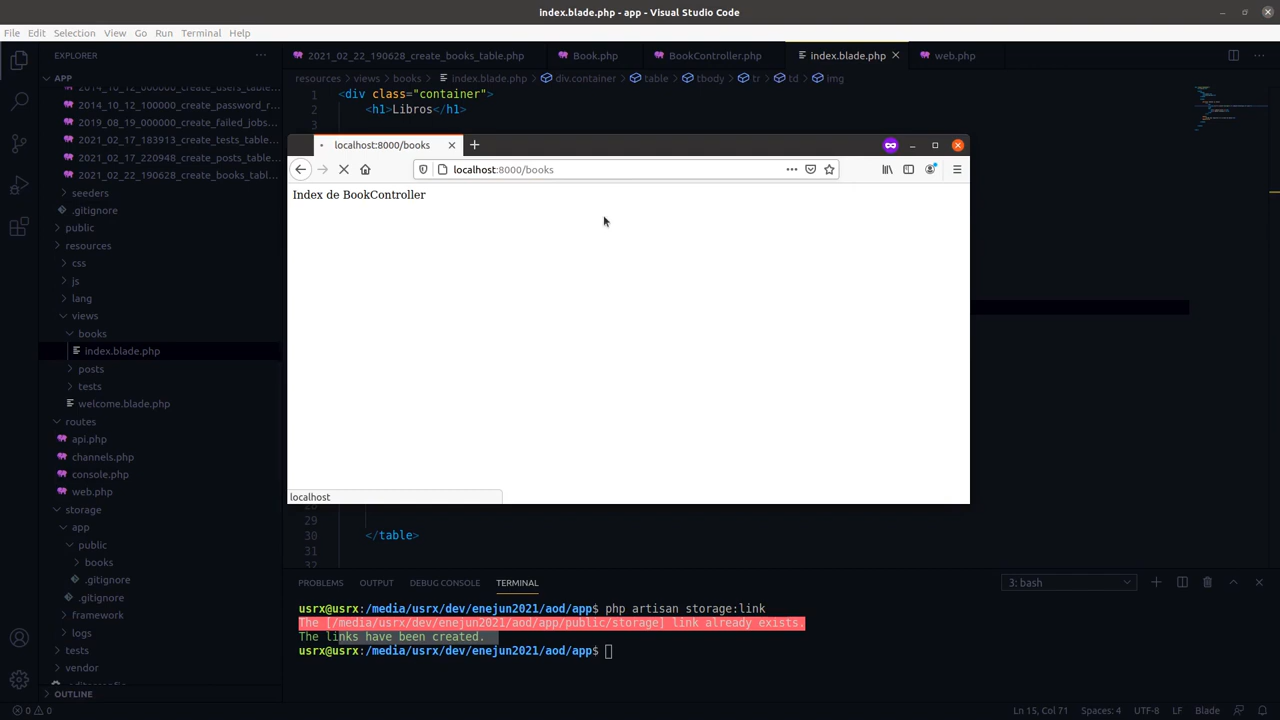 index.blade.php - app - Visual Studio Code
File Edit Selection View Go Run Terminal Help
EXPLORER
APP
2014_10_12_000000_create_users_table...
2014_10_12_100000_create_password_r...
2019_08_19_000000_create_failed_jobs...
2021_02_17_183913_create_tests_table...
2021_02_17_220948_create_posts_table...
2021_02_22_190628_create_books_tabl...
seeders
.gitignore
public
resources
css
js
lang
views
books
index.blade.php
posts
tests
welcome.blade.php
routes
api.php
channels.php
console.php
web.php
storage
app
public
books
.gitignore
.gitignore
framework
logs
tests
vendor
.editorconfig
OUTLINE
2021_02_22_190628_create_books_table.php Book.php BookController.php index.blade.php web.php
resources > views > books > index.blade.php > div.container > table > tbody > tr > td > img
1 <div class="container">
2 <h1>Libros</h1>
3
localhost:8000/books
localhost:8000/books
Index de BookController
localhost
29
30 </table>
31
32
PROBLEMS OUTPUT DEBUG CONSOLE TERMINAL 3: bash
usrx@usrx:/media/usrx/dev/enejun2021/aod/app$ php artisan storage:link
The [/media/usrx/dev/enejun2021/aod/app/public/storage] link already exists.
The links have been created.
usrx@usrx:/media/usrx/dev/enejun2021/aod/app$
0 0 Ln 15, Col 71 Spaces: 4 UTF-8 LF Blade